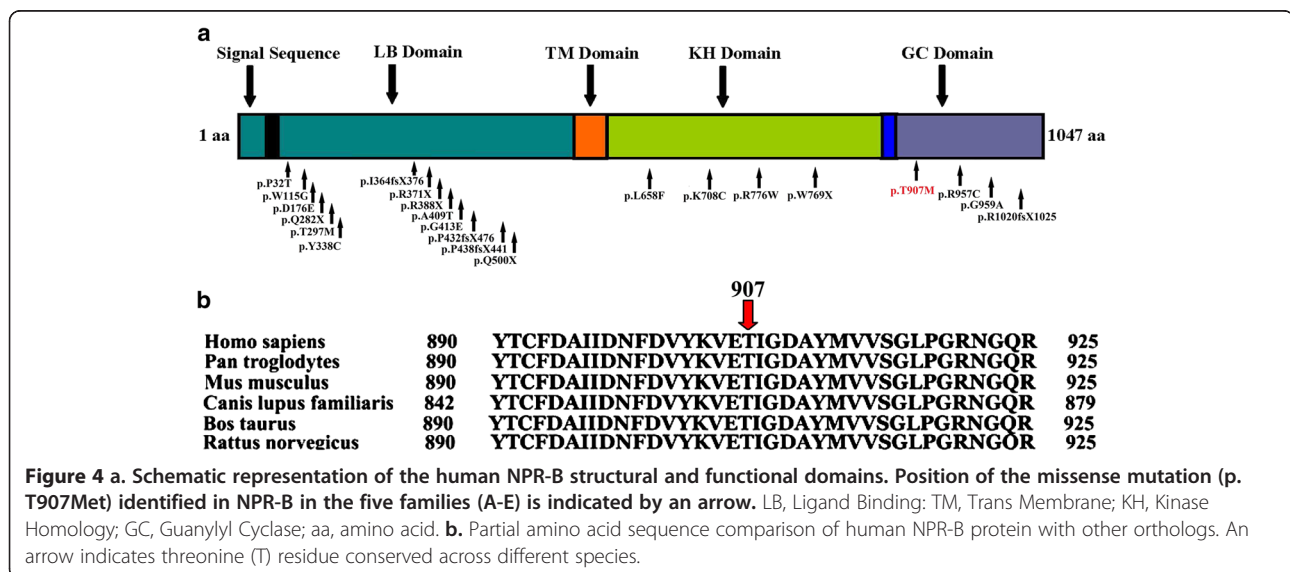 a
Signal Sequence LB Domain TM Domain KH Domain GC Domain
1 aa 1047 aa
p.P32T
p.W115G
p.D176E
p.Q282X
p.T297M
p.Y338C
p.I364fsX376
p.R371X
p.R388X
p.A409T
p.G413E
p.P432fsX476
p.P438fsX441
p.Q500X
p.L658F
p.K708C
p.R776W
p.W769X
p.T907M
p.R957C
p.G959A
p.R1020fsX1025
b
907
Homo sapiens 890 YTCFDAIIDNFDVYKVETIGDAYMVVSGLPGRNGQR 925
Pan troglodytes 890 YTCFDAIIDNFDVYKVETIGDAYMVVSGLPGRNGQR 925
Mus musculus 890 YTCFDAIIDNFDVYKVETIGDAYMVVSGLPGRNGQR 925
Canis lupus familiaris 842 YTCFDAIIDNFDVYKVETIGDAYMVVSGLPGRNGQR 879
Bos taurus 890 YTCFDAIIDNFDVYKVETIGDAYMVVSGLPGRNGQR 925
Rattus norvegicus 890 YTCFDAIIDNFDVYKVETIGDAYMVVSGLPGRNGQR 925
Figure 4 a. Schematic representation of the human NPR-B structural and functional domains. Position of the missense mutation (p.
T907Met) identified in NPR-B in the five families (A-E) is indicated by an arrow. LB, Ligand Binding: TM, Trans Membrane; KH, Kinase
Homology; GC, Guanylyl Cyclase; aa, amino acid. b. Partial amino acid sequence comparison of human NPR-B protein with other orthologs. An
arrow indicates threonine (T) residue conserved across different species.